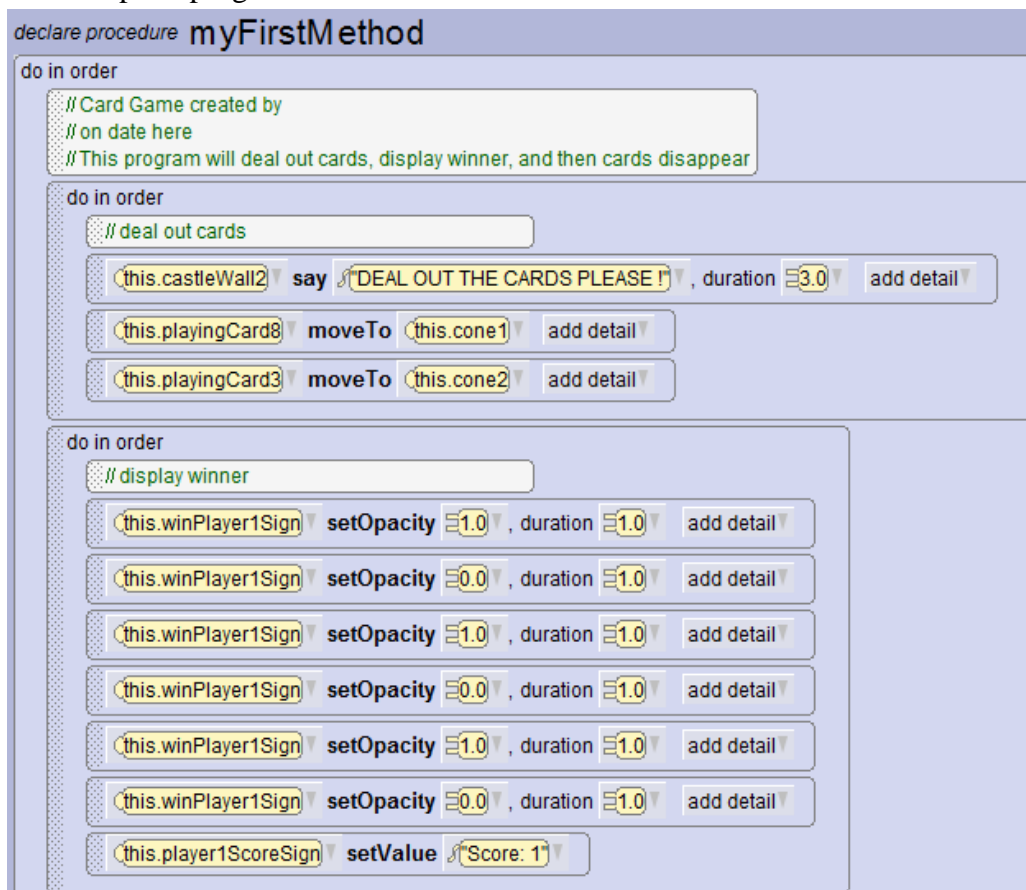 declare procedure myFirstMethod
do in order
// Card Game created by
// on date here
// This program will deal out cards, display winner, and then cards disappear
do in order
// deal out cards
this.castleWall2 say "DEAL OUT THE CARDS PLEASE !" , duration 3.0 add detail
this.playingCard8 moveTo this.cone1 add detail
this.playingCard3 moveTo this.cone2 add detail
do in order
// display winner
this.winPlayer1Sign setOpacity 1.0 , duration 1.0 add detail
this.winPlayer1Sign setOpacity 0.0 , duration 1.0 add detail
this.winPlayer1Sign setOpacity 1.0 , duration 1.0 add detail
this.winPlayer1Sign setOpacity 0.0 , duration 1.0 add detail
this.winPlayer1Sign setOpacity 1.0 , duration 1.0 add detail
this.winPlayer1Sign setOpacity 0.0 , duration 1.0 add detail
this.player1ScoreSign setValue "Score: 1"